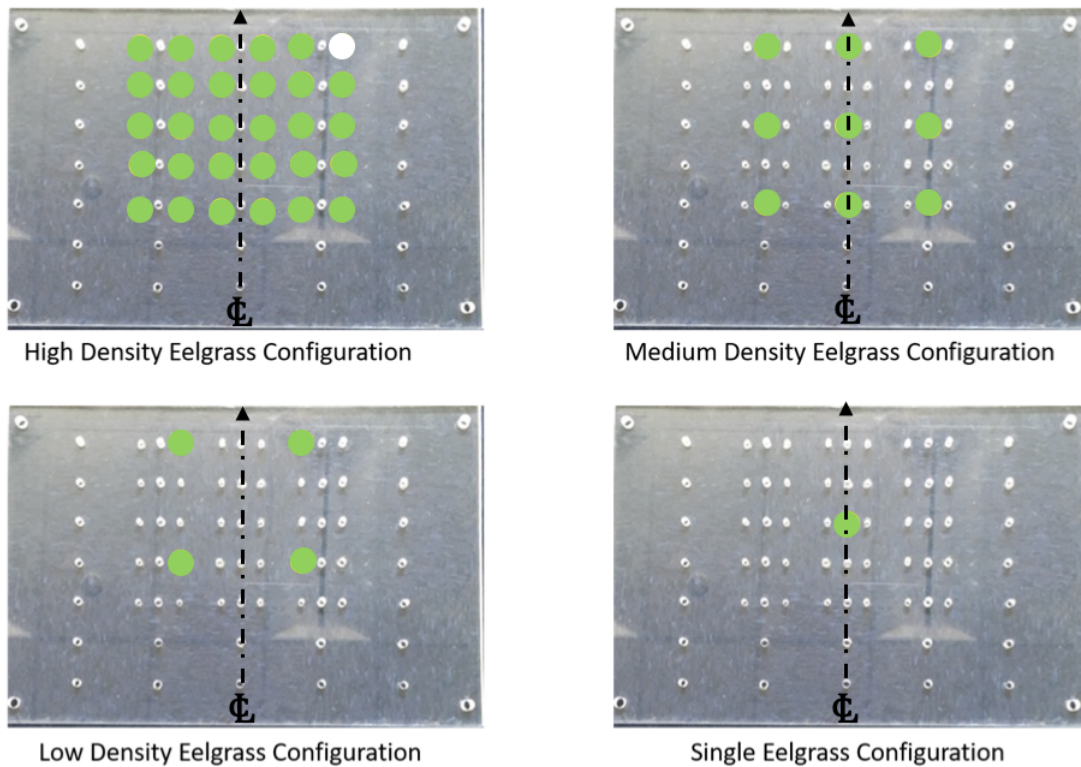 ℄
℄
High Density Eelgrass Configuration
Medium Density Eelgrass Configuration
℄
℄
Low Density Eelgrass Configuration
Single Eelgrass Configuration